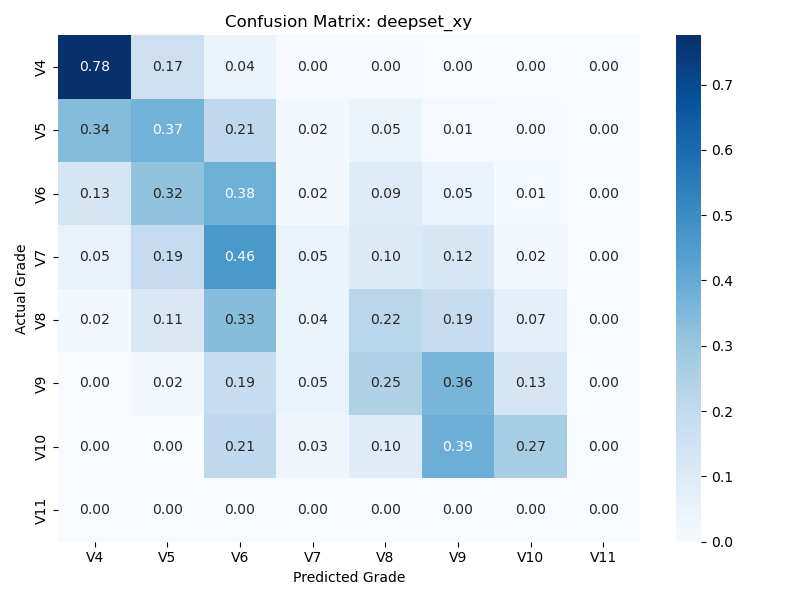 Confusion Matrix: deepset_xy
V4 0.78 0.17 0.04 0.00 0.00 0.00 0.00 0.00
V5 0.34 0.37 0.21 0.02 0.05 0.01 0.00 0.00
V6 0.13 0.32 0.38 0.02 0.09 0.05 0.01 0.00
V7 0.05 0.19 0.46 0.05 0.10 0.12 0.02 0.00
V8 0.02 0.11 0.33 0.04 0.22 0.19 0.07 0.00
V9 0.00 0.02 0.19 0.05 0.25 0.36 0.13 0.00
V10 0.00 0.00 0.21 0.03 0.10 0.39 0.27 0.00
V11 0.00 0.00 0.00 0.00 0.00 0.00 0.00 0.00
V4 V5 V6 V7 V8 V9 V10 V11
Predicted Grade
Actual Grade
0.7
0.6
0.5
0.4
0.3
0.2
0.1
0.0